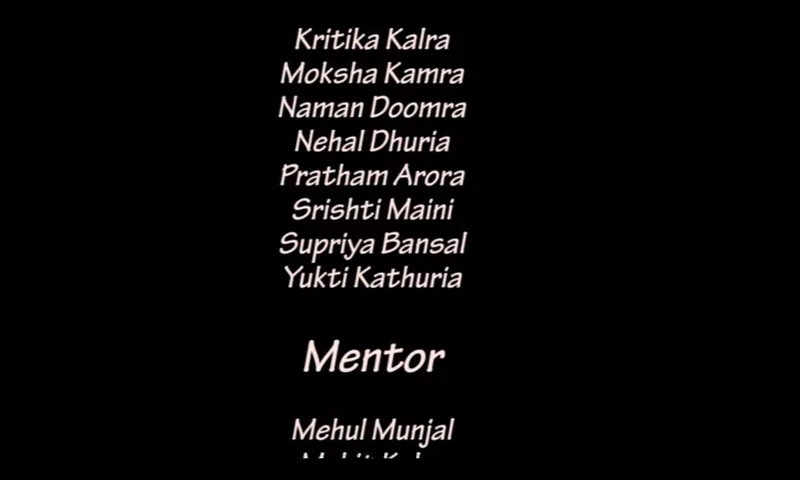 Kritika Kalra
Moksha Kamra
Naman Doomra
Nehal Dhuria
Pratham Arora
Srishti Maini
Supriya Bansal
Yukti Kathuria
Mentor
Mehul Munjal